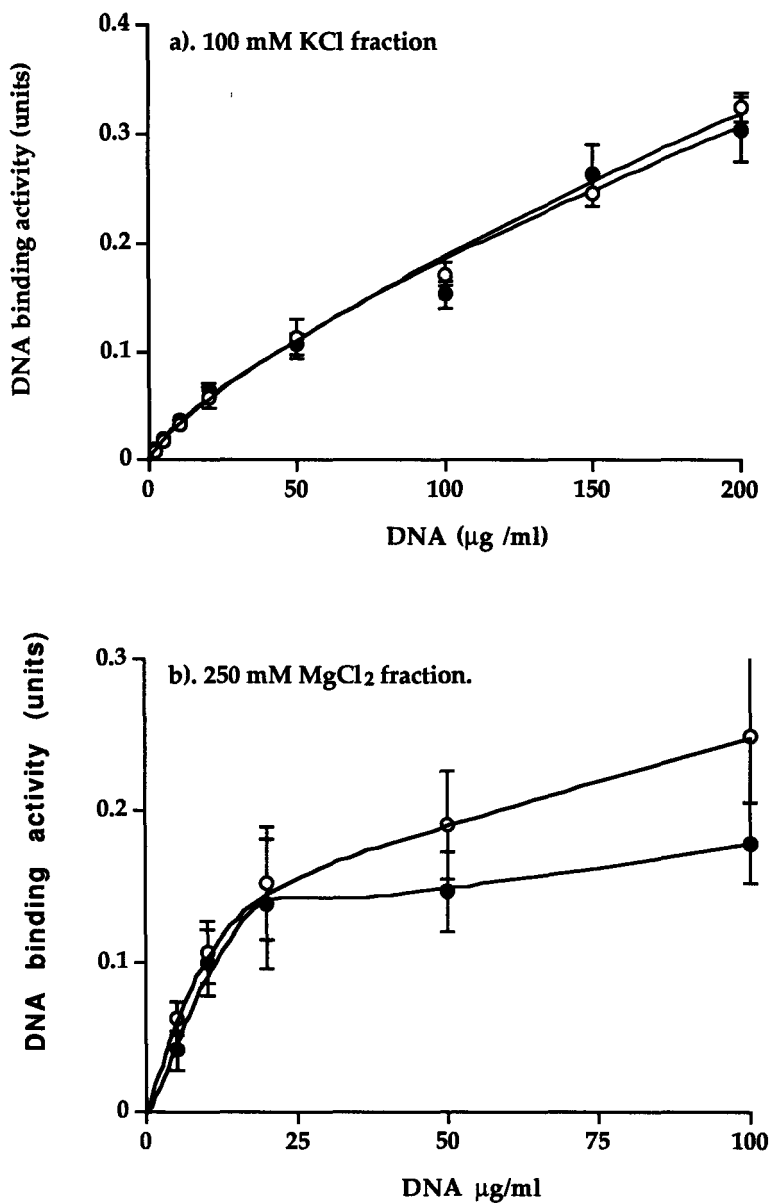 a). 100 mM KCl fraction
DNA binding activity (units)
0.4
0.3
0.2
0.1
0
0 50 100 150 200
DNA (µg /ml)
b). 250 mM MgCl₂ fraction.
DNA binding activity (units)
0.3
0.2
0.1
0
0 25 50 75 100
DNA µg/ml